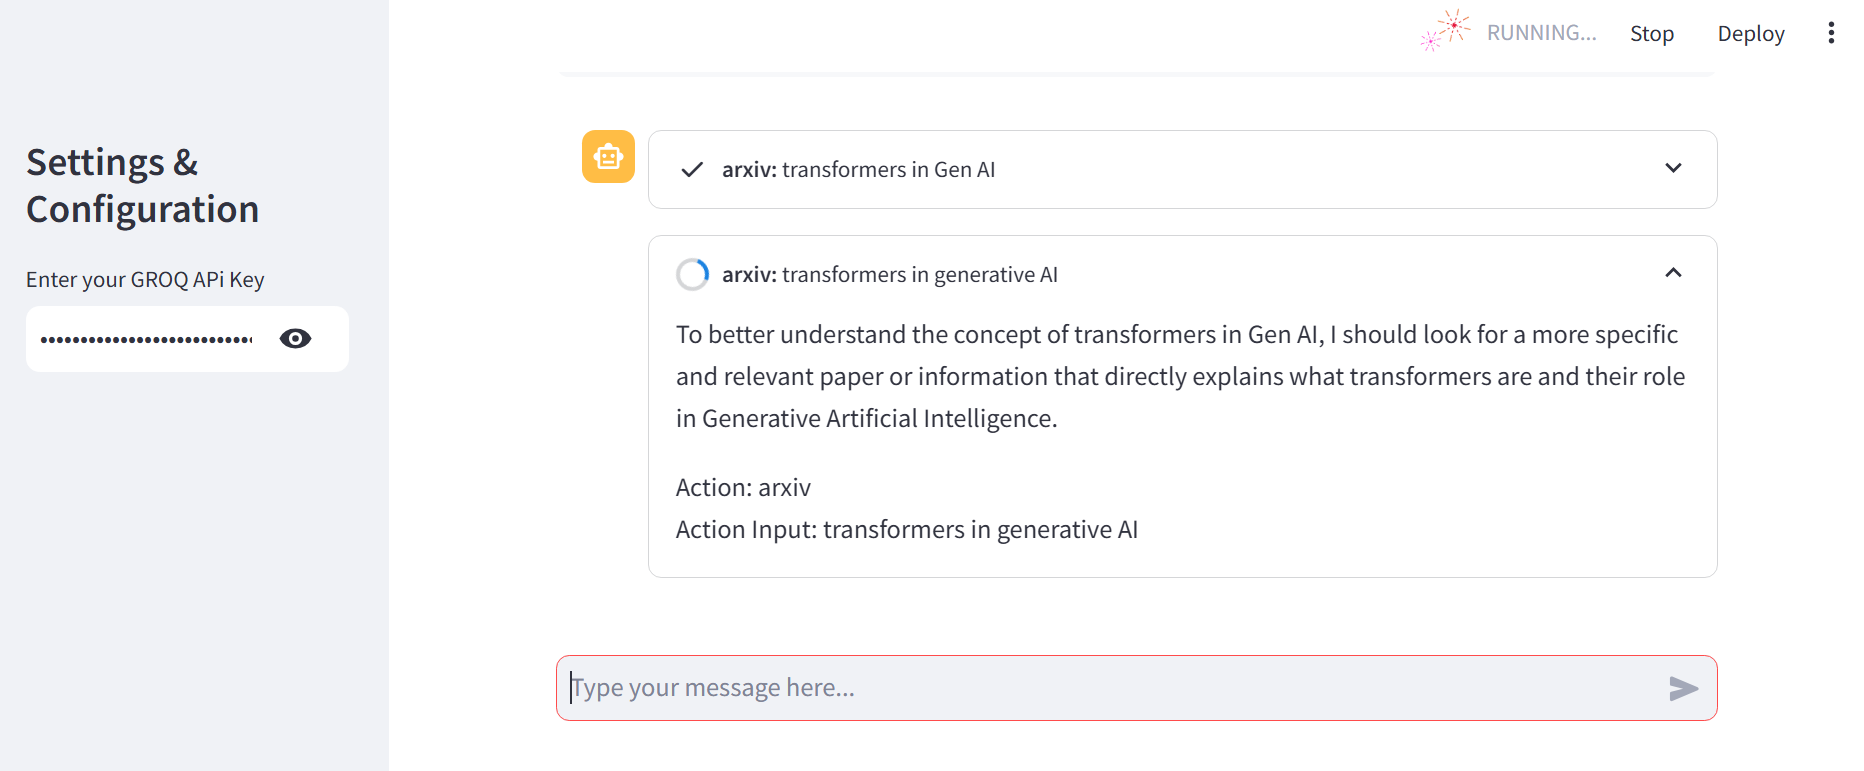 RUNNING...
Stop
Deploy
Settings &
Configuration
Enter your GROQ APi Key
arxiv: transformers in Gen AI
arxiv: transformers in generative AI
To better understand the concept of transformers in Gen AI, I should look for a more specific
and relevant paper or information that directly explains what transformers are and their role
in Generative Artificial Intelligence.
Action: arxiv
Action Input: transformers in generative AI
Type your message here...